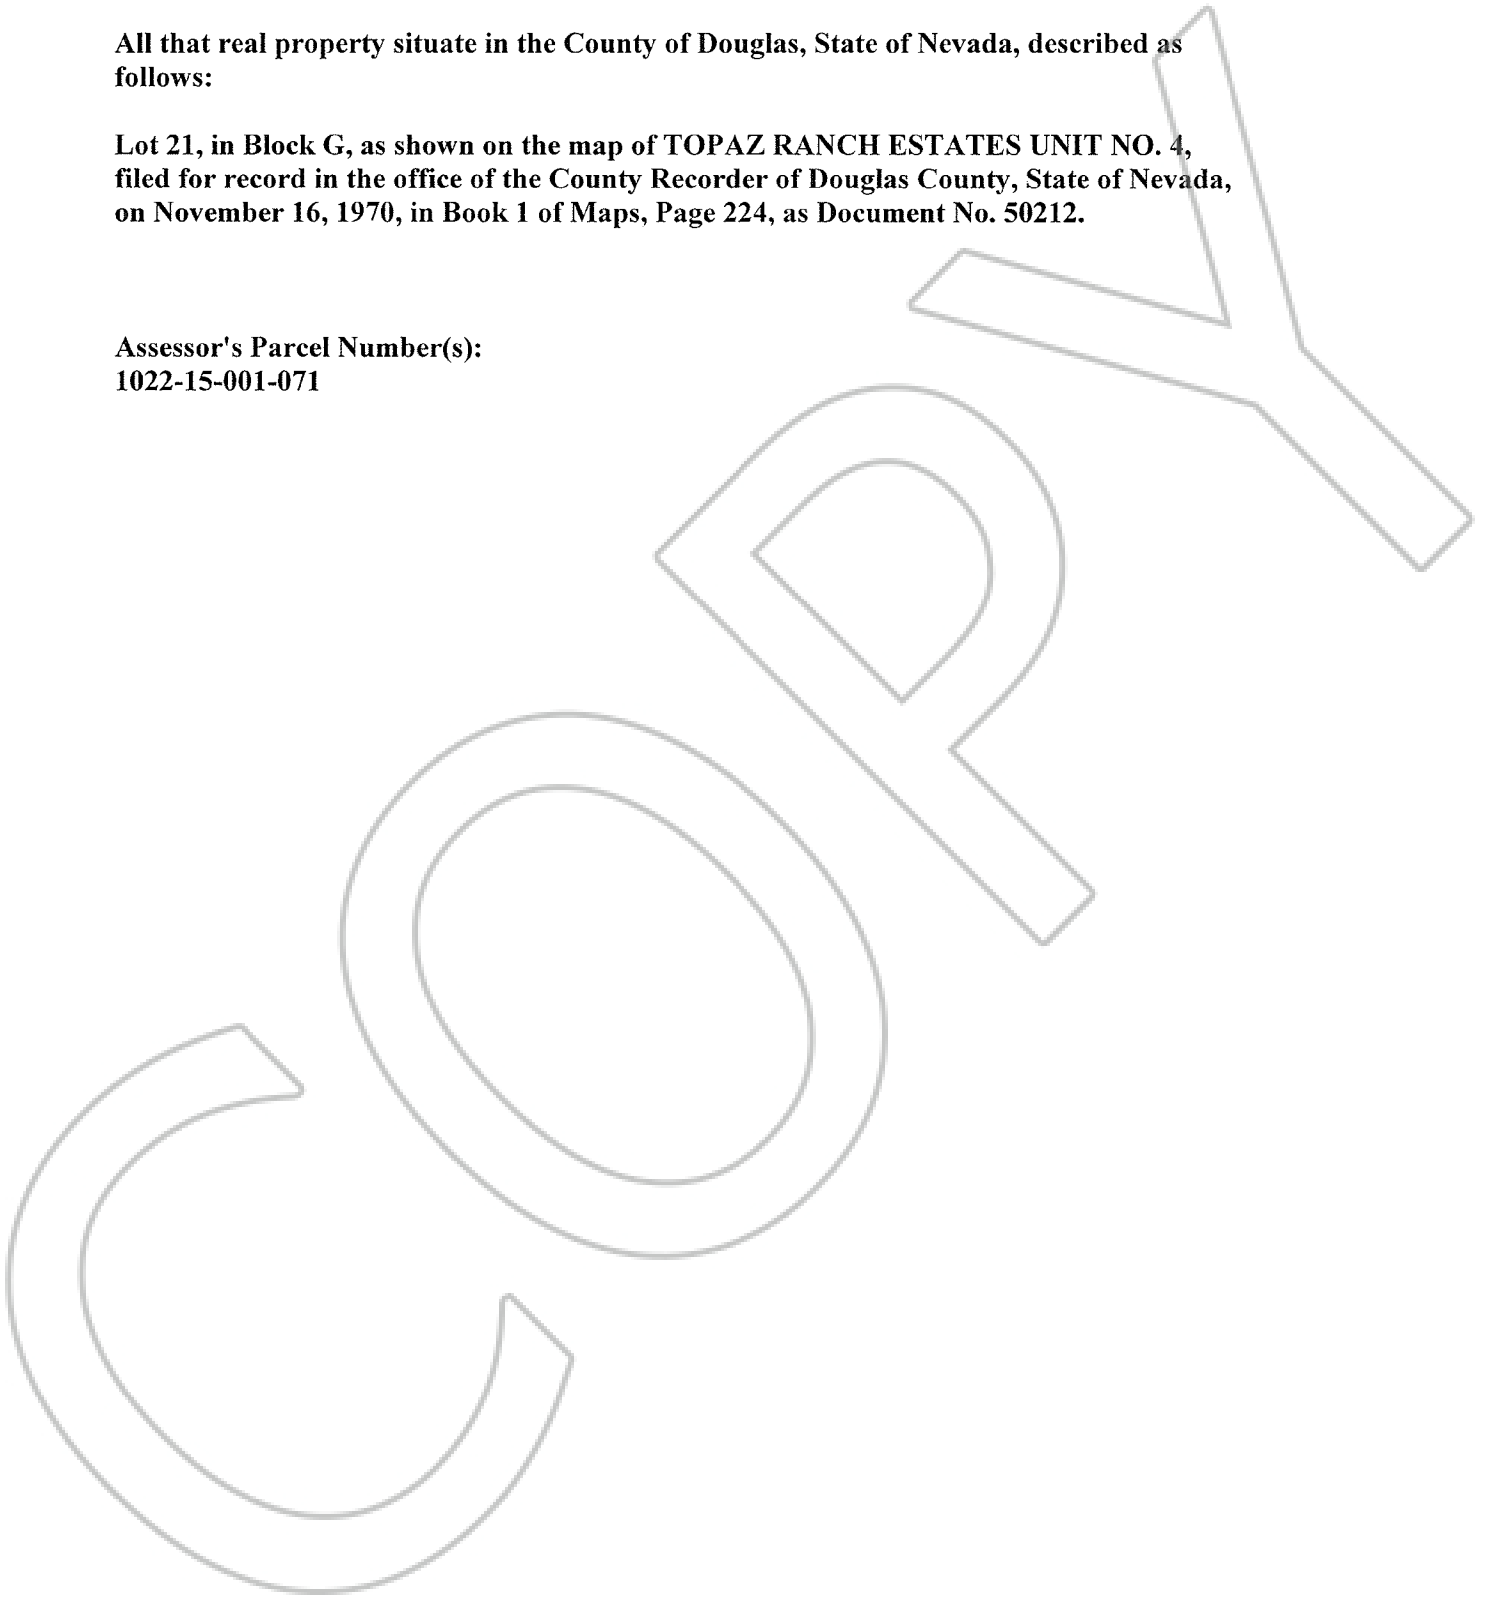 All that real property situate in the County of Douglas, State of Nevada, described as
follows:
Lot 21, in Block G, as shown on the map of TOPAZ RANCH ESTATES UNIT NO. 4,
filed for record in the office of the County Recorder of Douglas County, State of Nevada,
on November 16, 1970, in Book 1 of Maps, Page 224, as Document No. 50212.
Assessor's Parcel Number(s):
1022-15-001-071
COPY